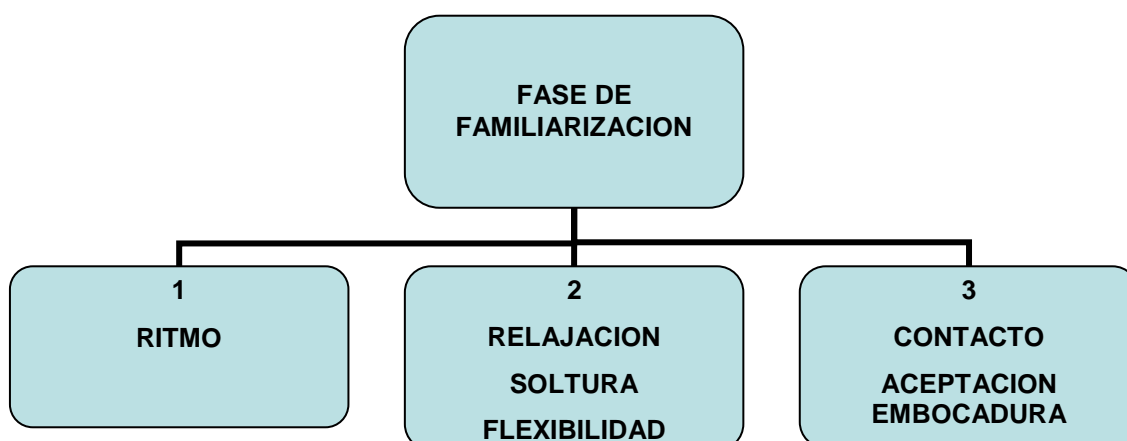 FASE DE
FAMILIARIZACION
1
RITMO
2
RELAJACION
SOLTURA
FLEXIBILIDAD
3
CONTACTO
ACEPTACION
EMBOCADURA